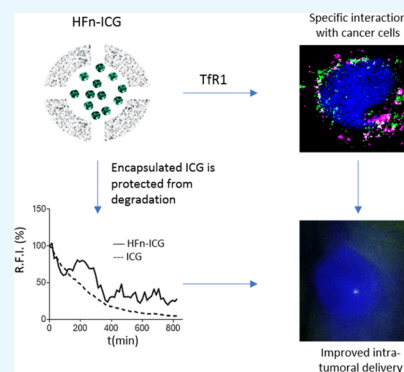 HFn-ICG
Specific interaction
with cancer cells
TfR1
Encapsulated ICG is
protected from
degradation
150
100
50
0
R.F.I. (%)
HFn-ICG
ICG
0 200 400 600 800
t(min)
Improved intra-
tumoral delivery